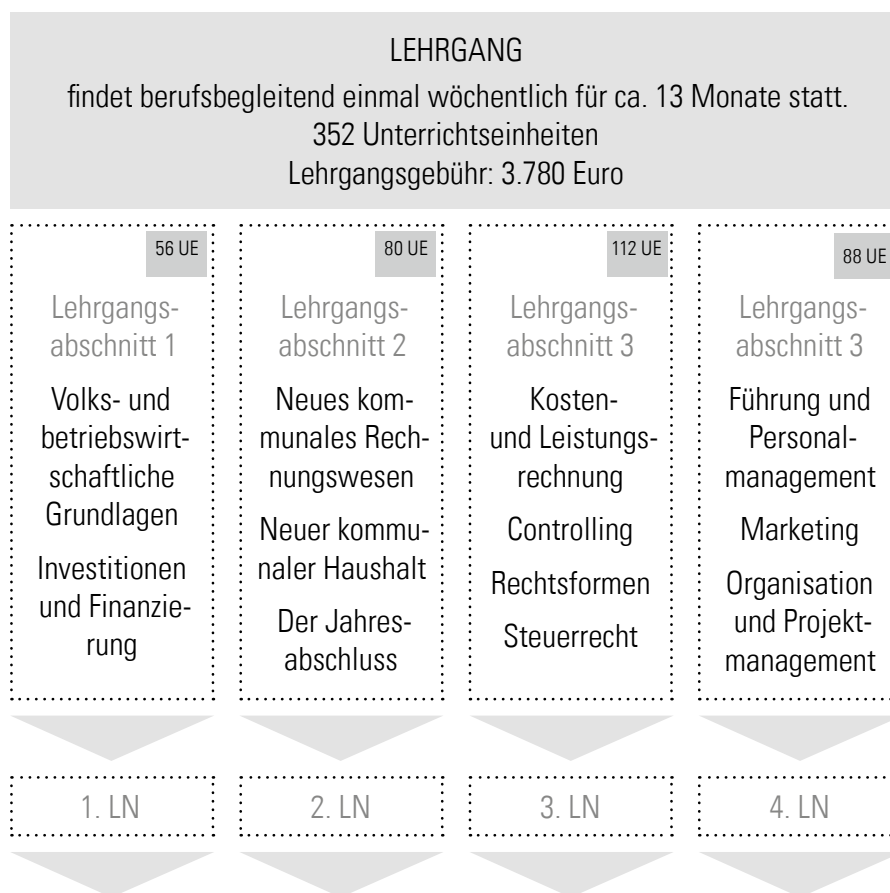 LEHRGANG
findet berufsbegleitend einmal wöchentlich für ca. 13 Monate statt.
352 Unterrichtseinheiten
Lehrgangsgebühr: 3.780 Euro
56 UE
Lehrgangs-
abschnitt 1
Volks- und
betriebswirt-
schaftliche
Grundlagen
Investitionen
und Finanzie-
rung
1. LN
80 UE
Lehrgangs-
abschnitt 2
Neues kom-
munales Rech-
nungswesen
Neuer kommu-
naler Haushalt
Der Jahres-
abschluss
2. LN
112 UE
Lehrgangs-
abschnitt 3
Kosten-
und Leistungs-
rechnung
Controlling
Rechtsformen
Steuerrecht
3. LN
88 UE
Lehrgangs-
abschnitt 3
Führung und
Personal-
management
Marketing
Organisation
und Projekt-
management
4. LN